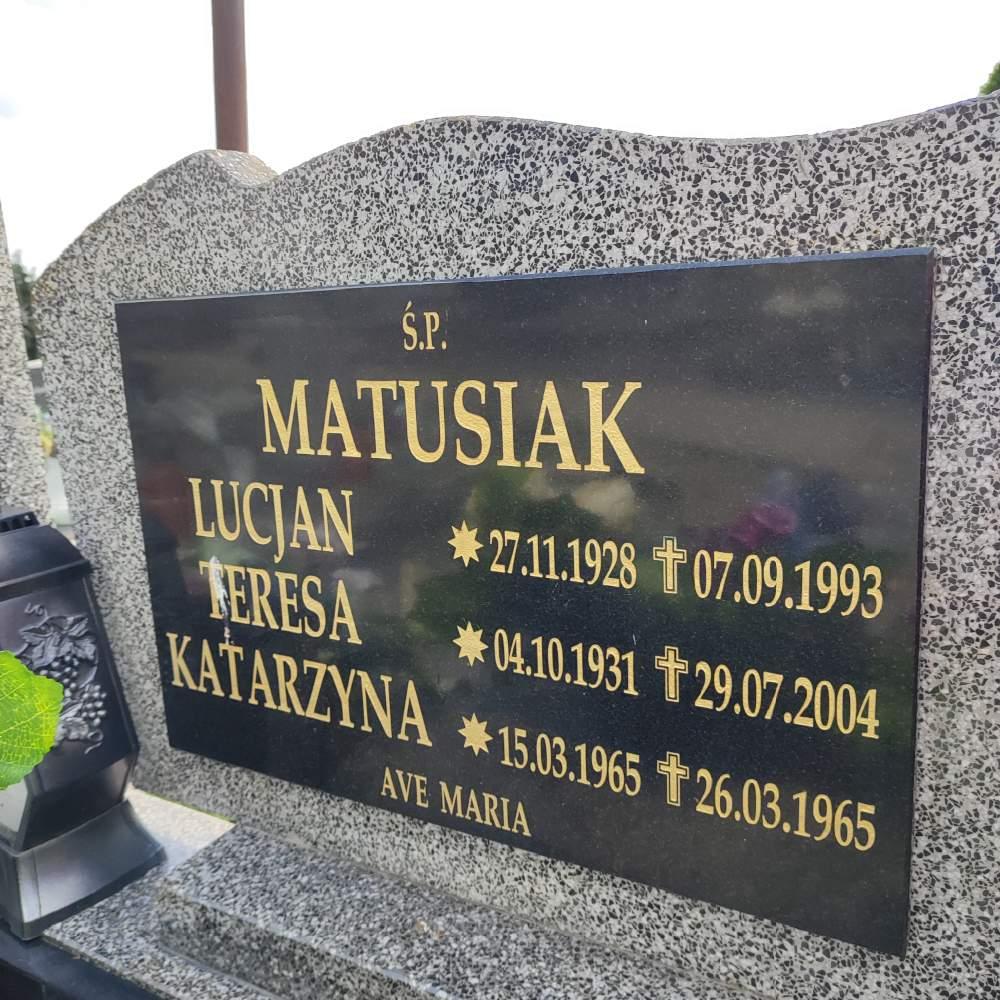 Ś.P.
MATUSIAK
LUCJAN 27.11.1928 07.09.1993
TERESA 04.10.1931 29.07.2004
KATARZYNA 15.03.1965 26.03.1965
AVE MARIA